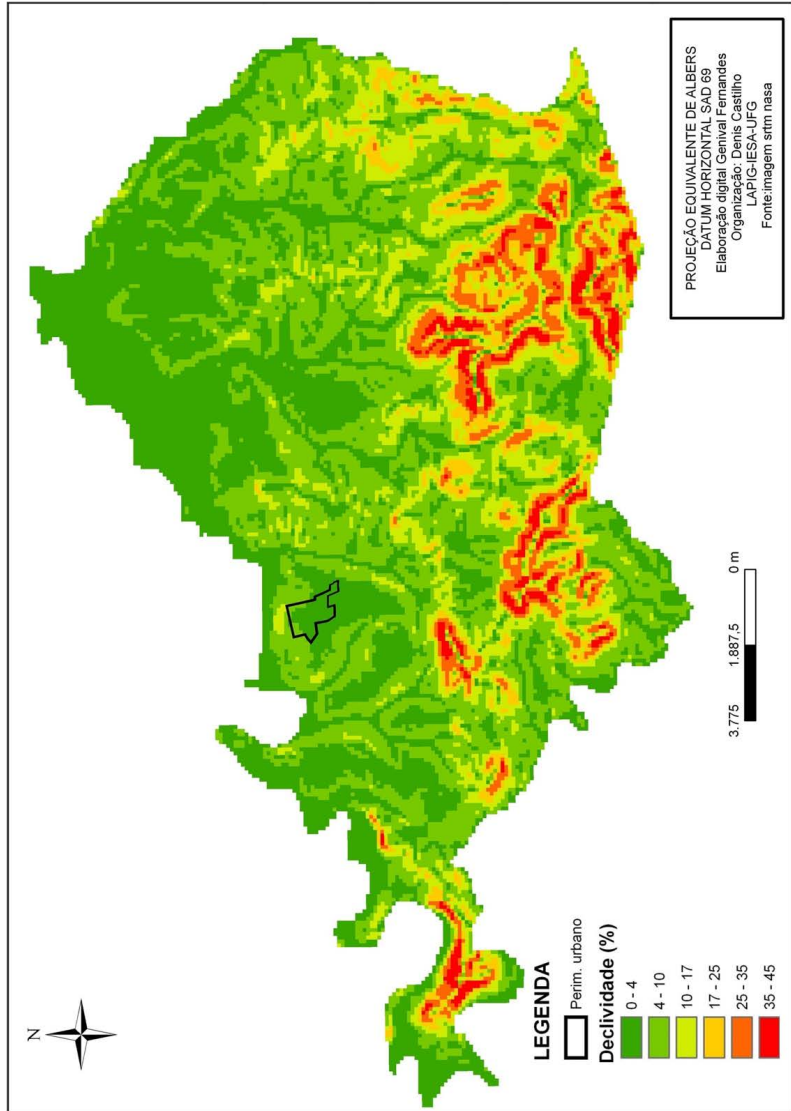 N
LEGENDA
Perim. urbano
Declividade (%)
0 - 4
4 - 10
10 - 17
17 - 25
25 - 35
35 - 45
3.775 1.887,5 0 m
PROJEÇÃO EQUIVALENTE DE ALBERS
DATUM HORIZONTAL SAD 69
Elaboração digital Genival Fernandes
Organização: Denis Castilho
LAPIG-IESA-UFG
Fonte:imagem srtm nasa